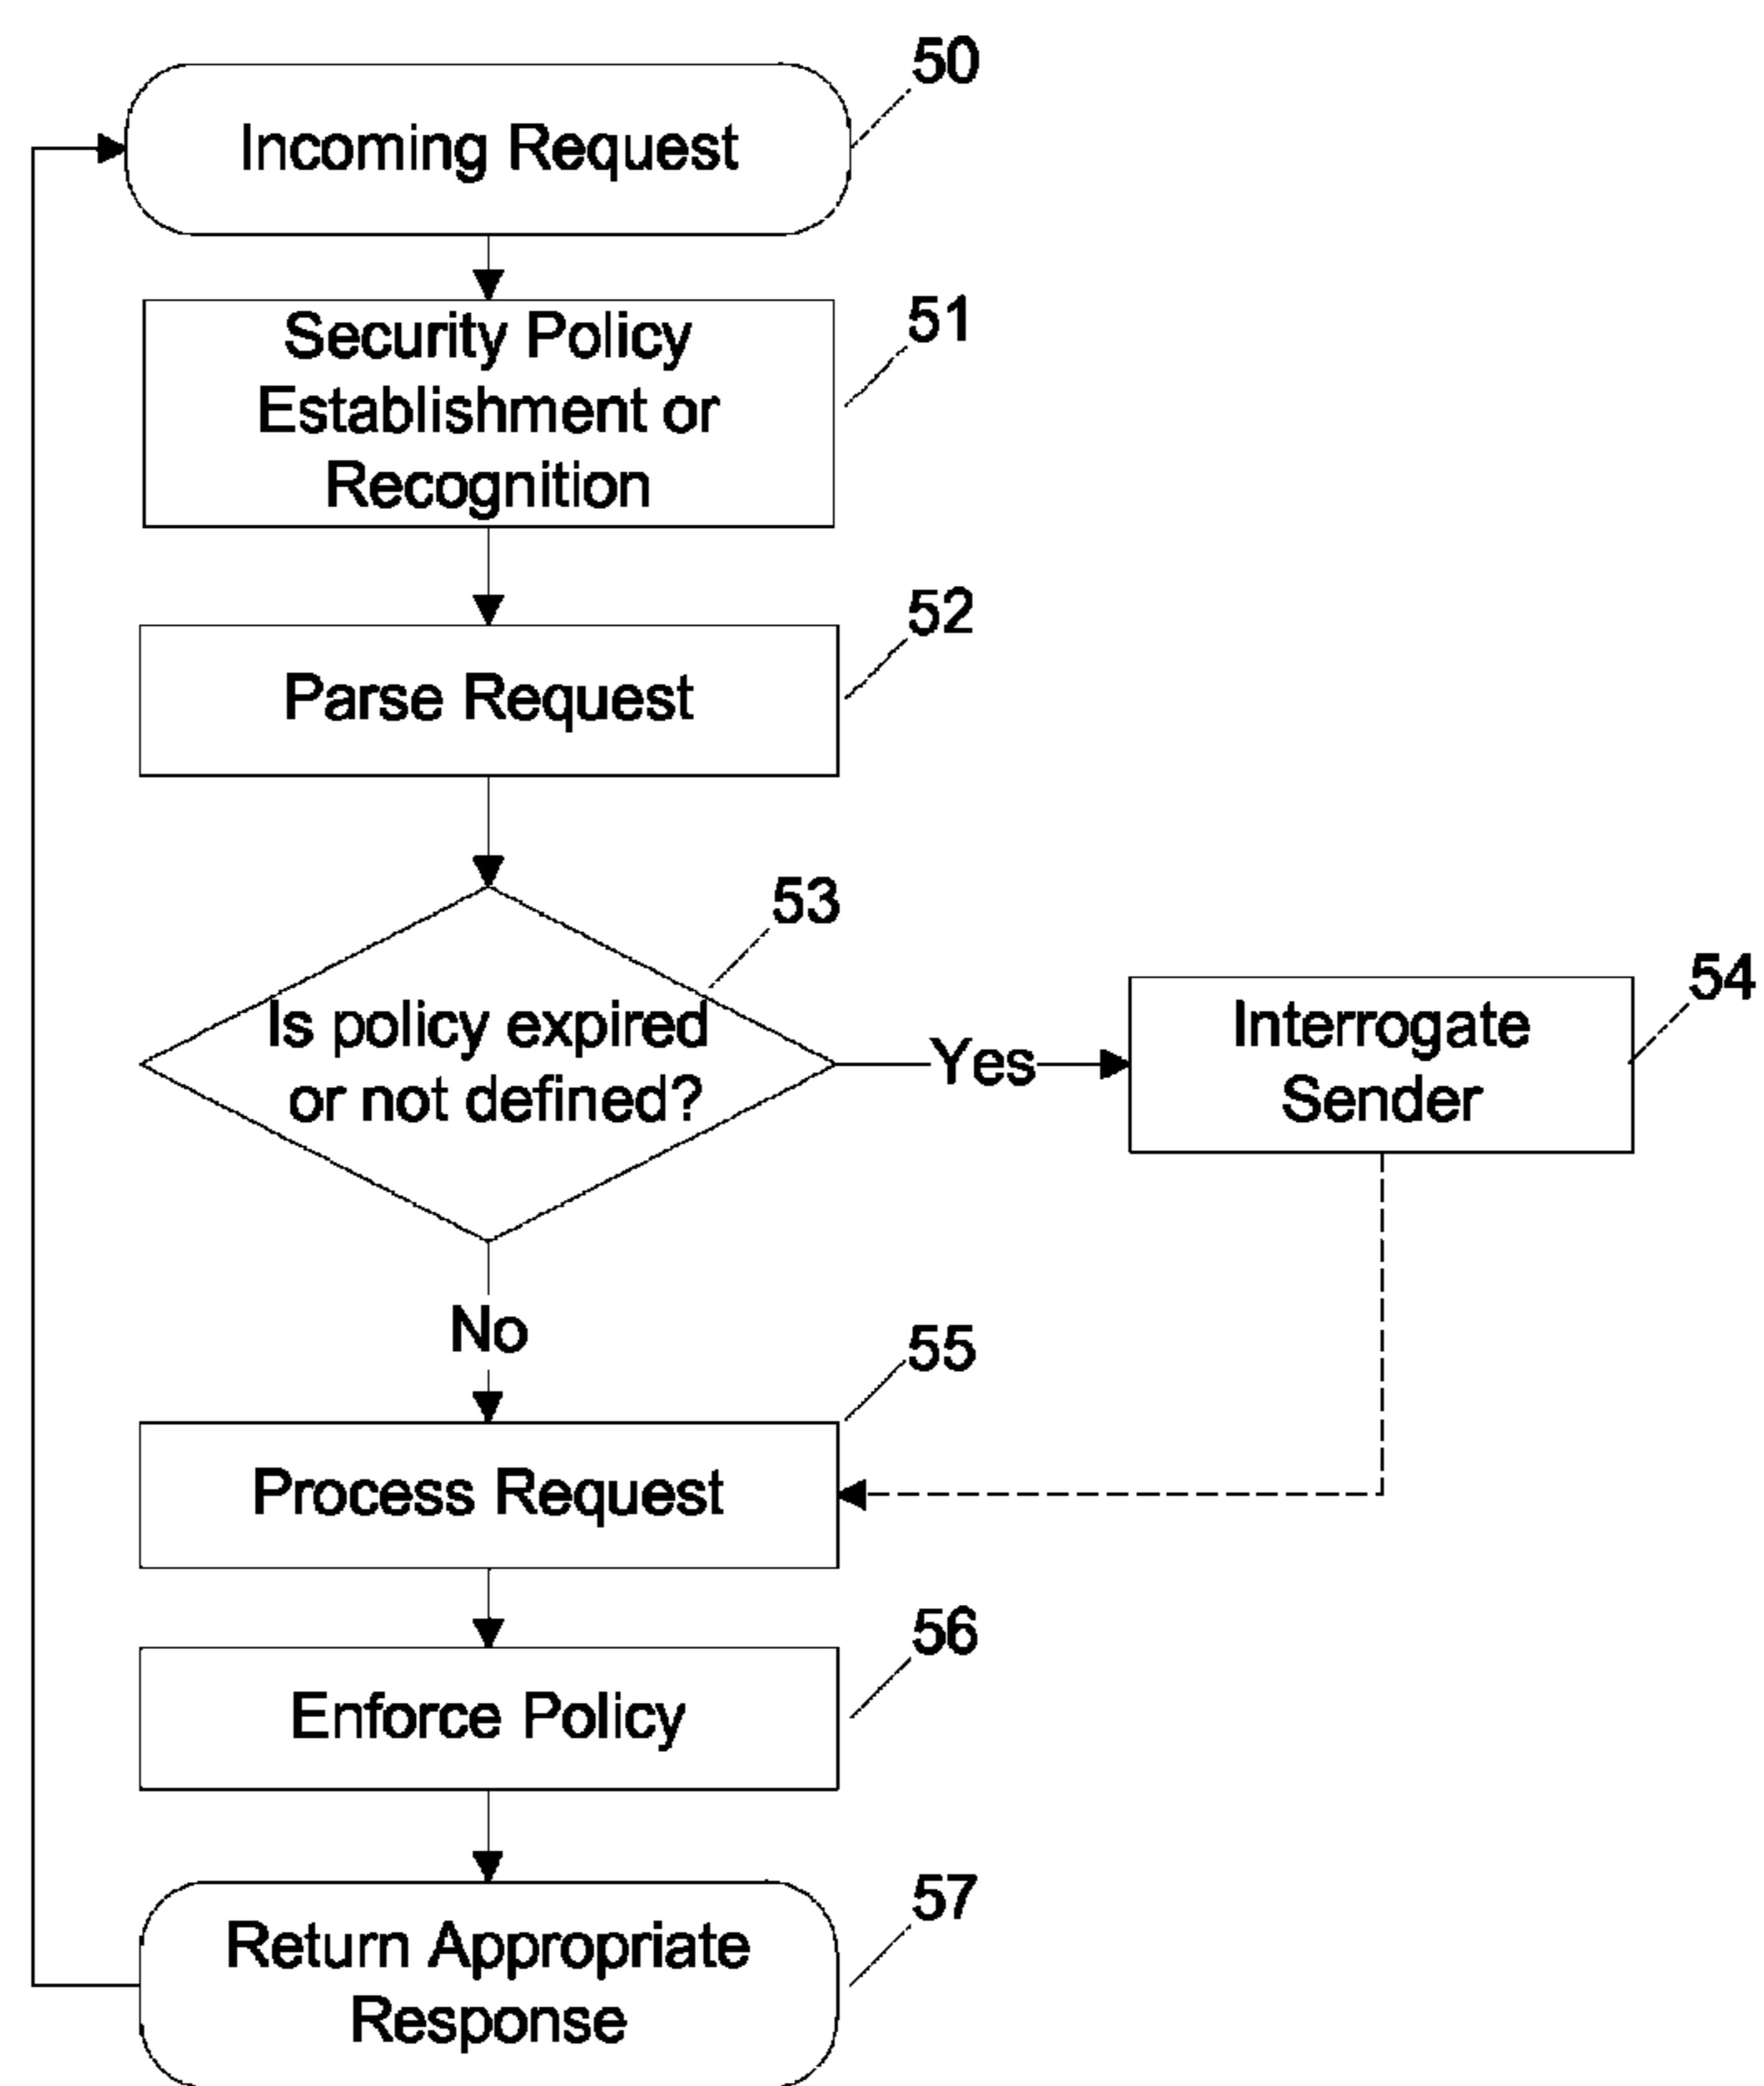 50
Incoming Request
51
Security Policy
Establishment or
Recognition
52
Parse Request
53
Is policy expired
or not defined?
Yes
54
Interrogate
Sender
No
55
Process Request
56
Enforce Policy
57
Return Appropriate
Response